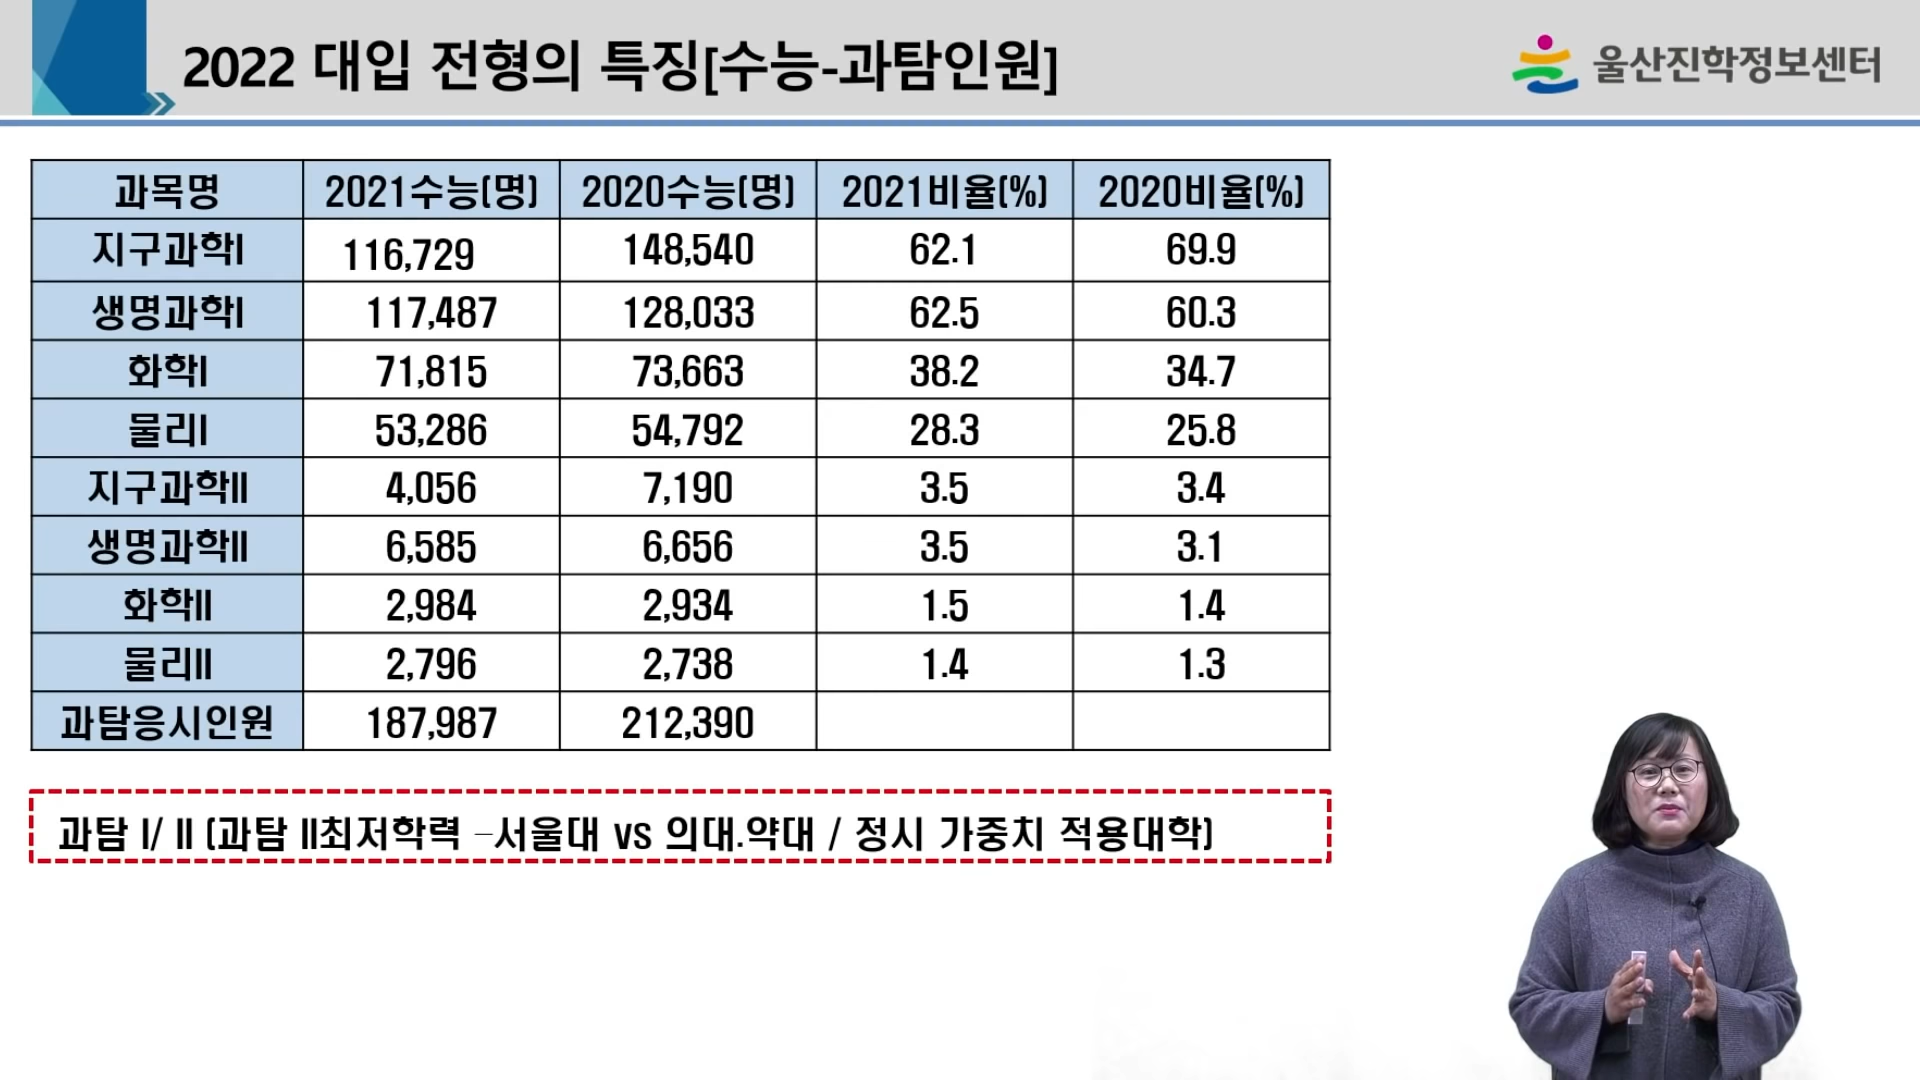 2022 대입 전형의 특징[수능-과탐인원]
울산진학정보센터
과목명 2021수능(명) 2020수능(명) 2021비율(%) 2020비율(%)
지구과학I 116,729 148,540 62.1 69.9
생명과학I 117,487 128,033 62.5 60.3
화학I 71,815 73,663 38.2 34.7
물리I 53,286 54,792 28.3 25.8
지구과학II 4,056 7,190 3.5 3.4
생명과학II 6,585 6,656 3.5 3.1
화학II 2,984 2,934 1.5 1.4
물리II 2,796 2,738 1.4 1.3
과탐응시인원 187,987 212,390
과탐 I/ II (과탐 II최저학력 –서울대 vs 의대.약대 / 정시 가중치 적용대학)